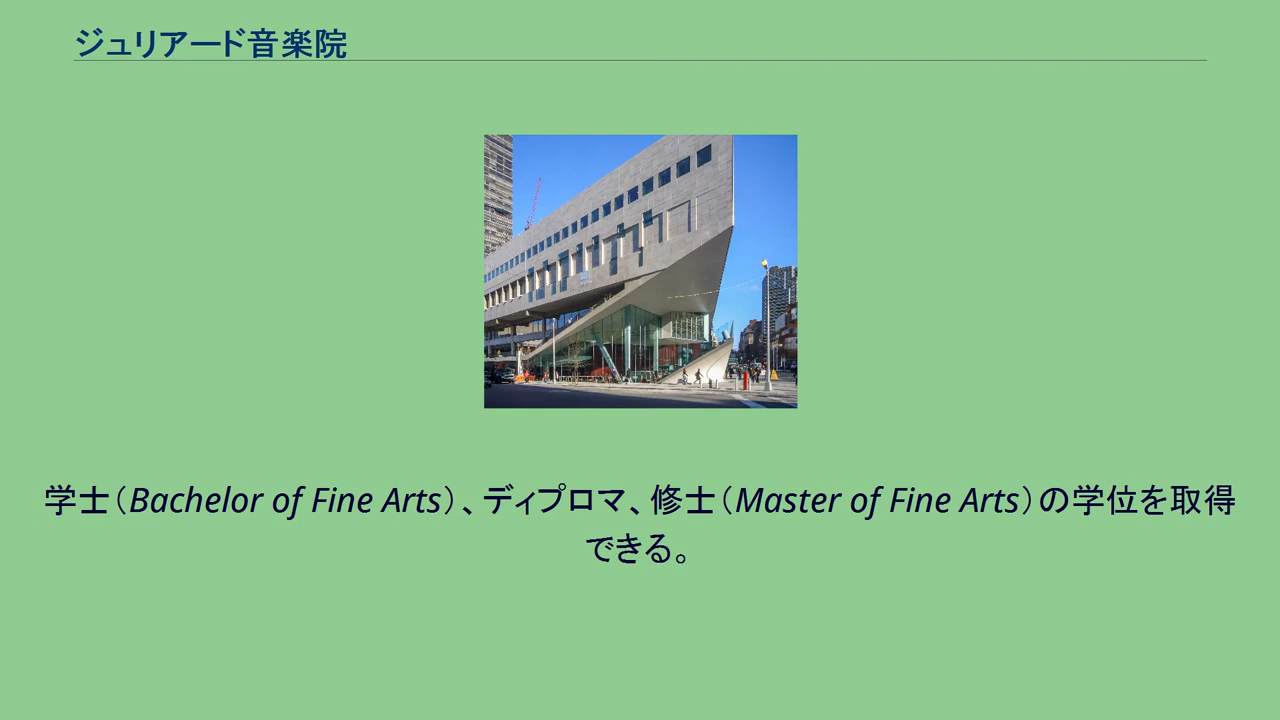 ジュリアード音楽院
学士（Bachelor of Fine Arts）、ディプロマ、修士（Master of Fine Arts）の学位を取得
できる。